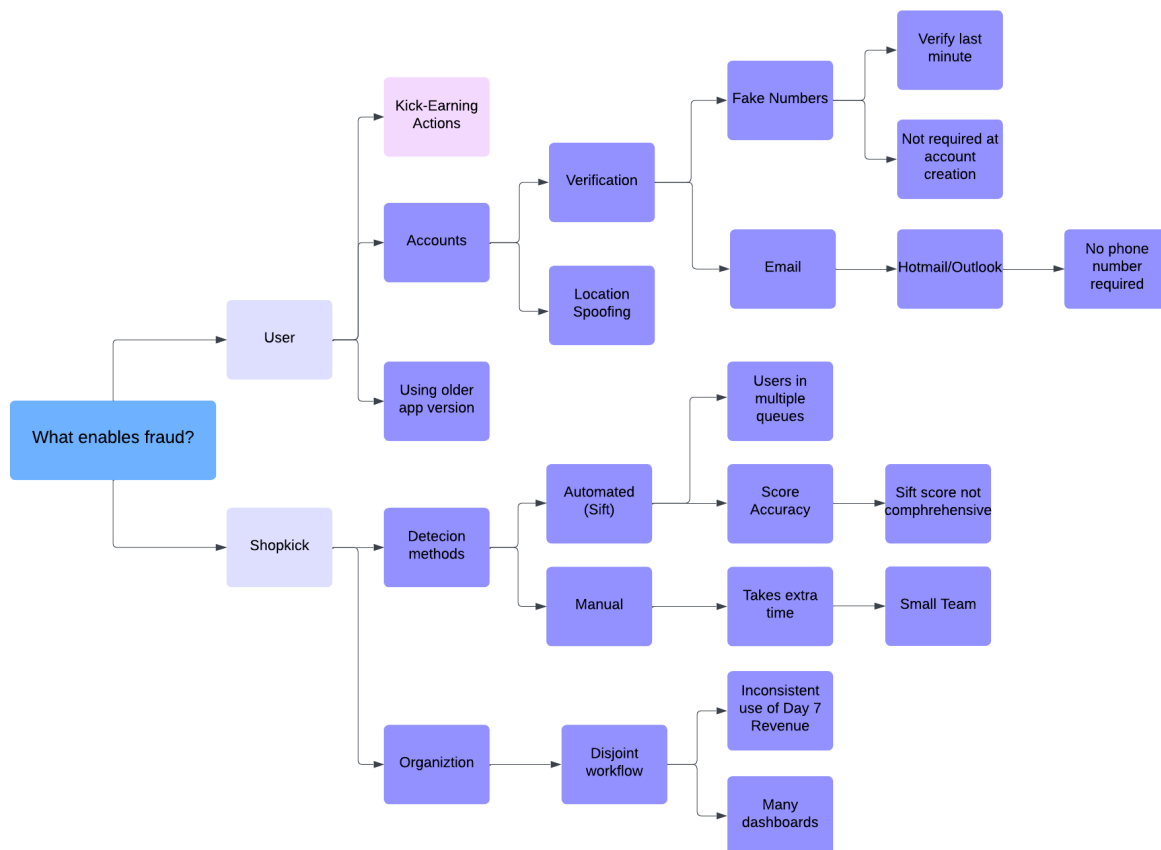 What enables fraud?
User
Shopkick
Kick-Earning
Actions
Accounts
Using older
app version
Verification
Location
Spoofing
Fake Numbers
Verify last
minute
Not required at
account
creation
Email
Hotmail/Outlook
No phone
number
required
Detecion
methods
Automated
(Sift)
Users in
multiple
queues
Score
Accuracy
Sift score not
comphrehensive
Manual
Takes extra
time
Small Team
Organiztion
Disjoint
workflow
Inconsistent
use of Day 7
Revenue
Many
dashboards